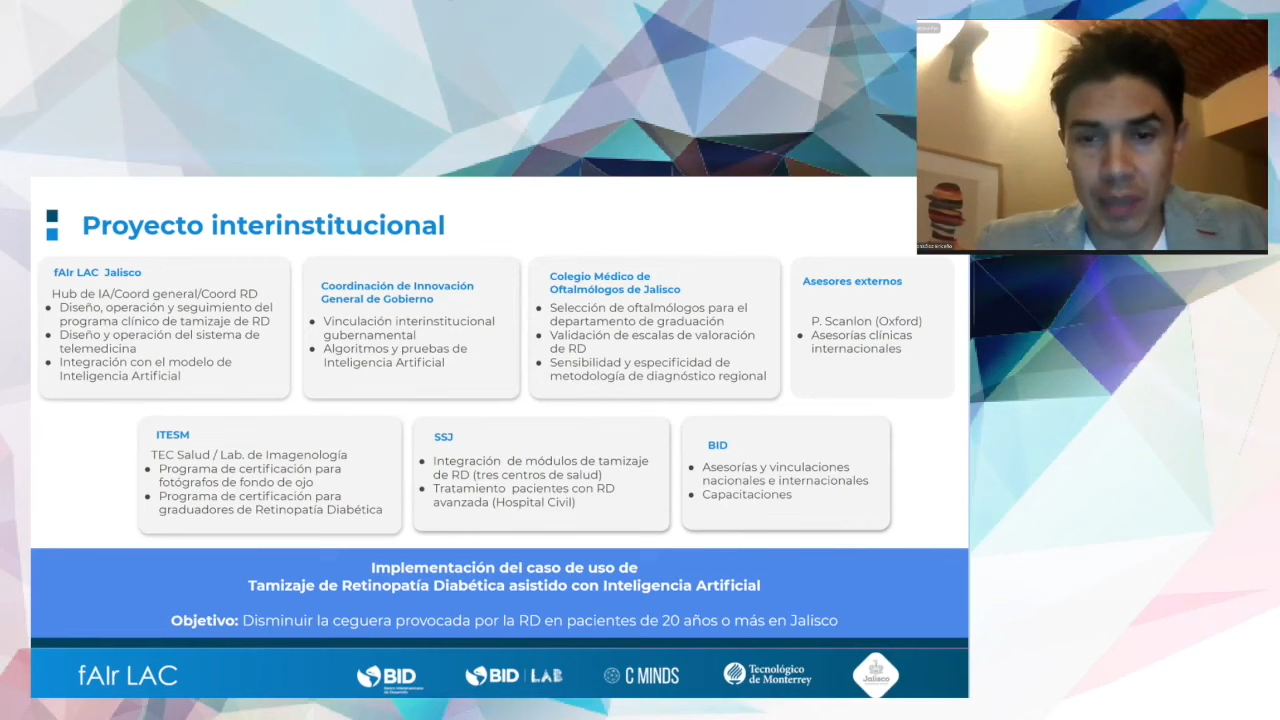 Proyecto interinstitucional
fAIr LAC Jalisco
Hub de IA/Coord general/Coord RD
● Diseño, operación y seguimiento del
programa clínico de tamizaje de RD
● Diseño y operación del sistema de
telemedicina
● Integración con el modelo de
Inteligencia Artificial
Coordinación de Innovación
General de Gobierno
● Vinculación interinstitucional
gubernamental
● Algoritmos y pruebas de
Inteligencia Artificial
Colegio Médico de
Oftalmólogos de Jalisco
● Selección de oftalmólogos para el
departamento de graduación
● Validación de escalas de valoración
de RD
● Sensibilidad y especificidad de
metodología de diagnóstico regional
Asesores externos
P. Scanlon (Oxford)
● Asesorías clínicas
internacionales
ITESM
TEC Salud / Lab. de Imagenología
● Programa de certificación para
fotógrafos de fondo de ojo
● Programa de certificación para
graduadores de Retinopatía Diabética
SSJ
● Integración de módulos de tamizaje
de RD (tres centros de salud)
● Tratamiento pacientes con RD
avanzada (Hospital Civil)
BID
● Asesorías y vinculaciones
nacionales e internacionales
● Capacitaciones
Implementación del caso de uso de
Tamizaje de Retinopatía Diabética asistido con Inteligencia Artificial
Objetivo: Disminuir la ceguera provocada por la RD en pacientes de 20 años o más en Jalisco
fAIr LAC
BID
Banco Interamericano
de Desarrollo
BID | LAB
C MINDS
Tecnológico
de Monterrey
Jalisco